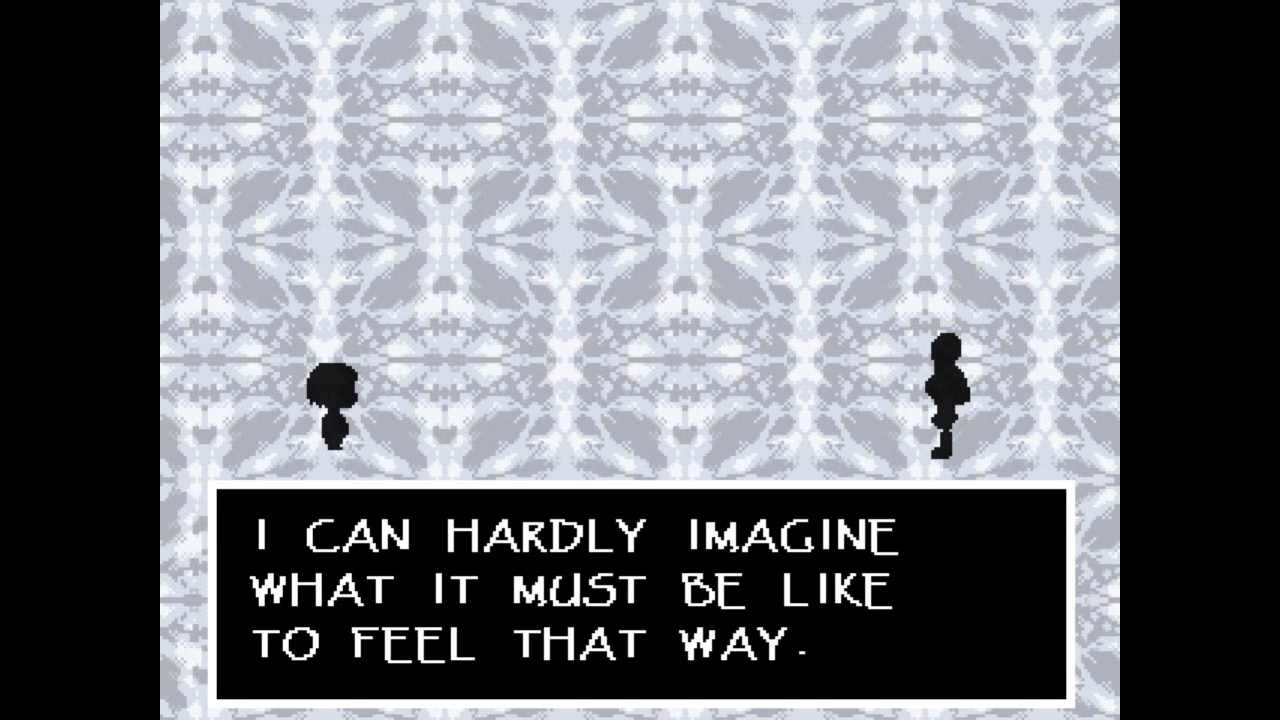 I CAN HARDLY IMAGINE
WHAT IT MUST BE LIKE
TO FEEL THAT WAY.